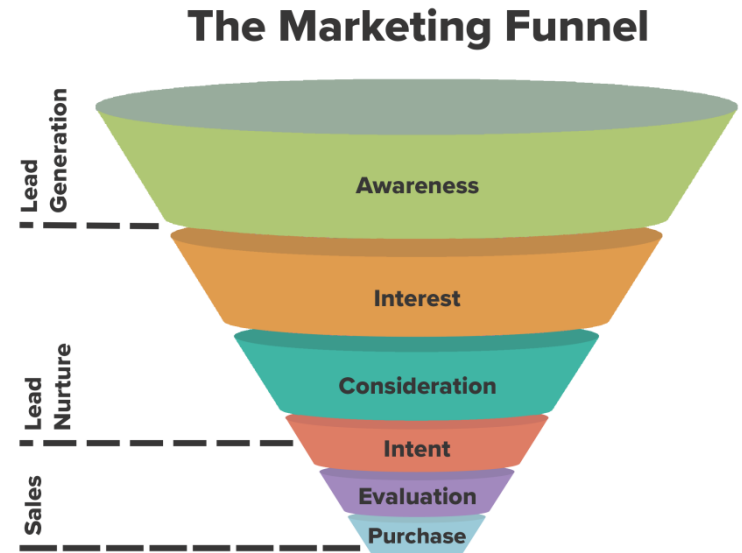 The Marketing Funnel
Lead
Generation
Awareness
Interest
Lead
Nurture
Consideration
Intent
Sales
Evaluation
Purchase